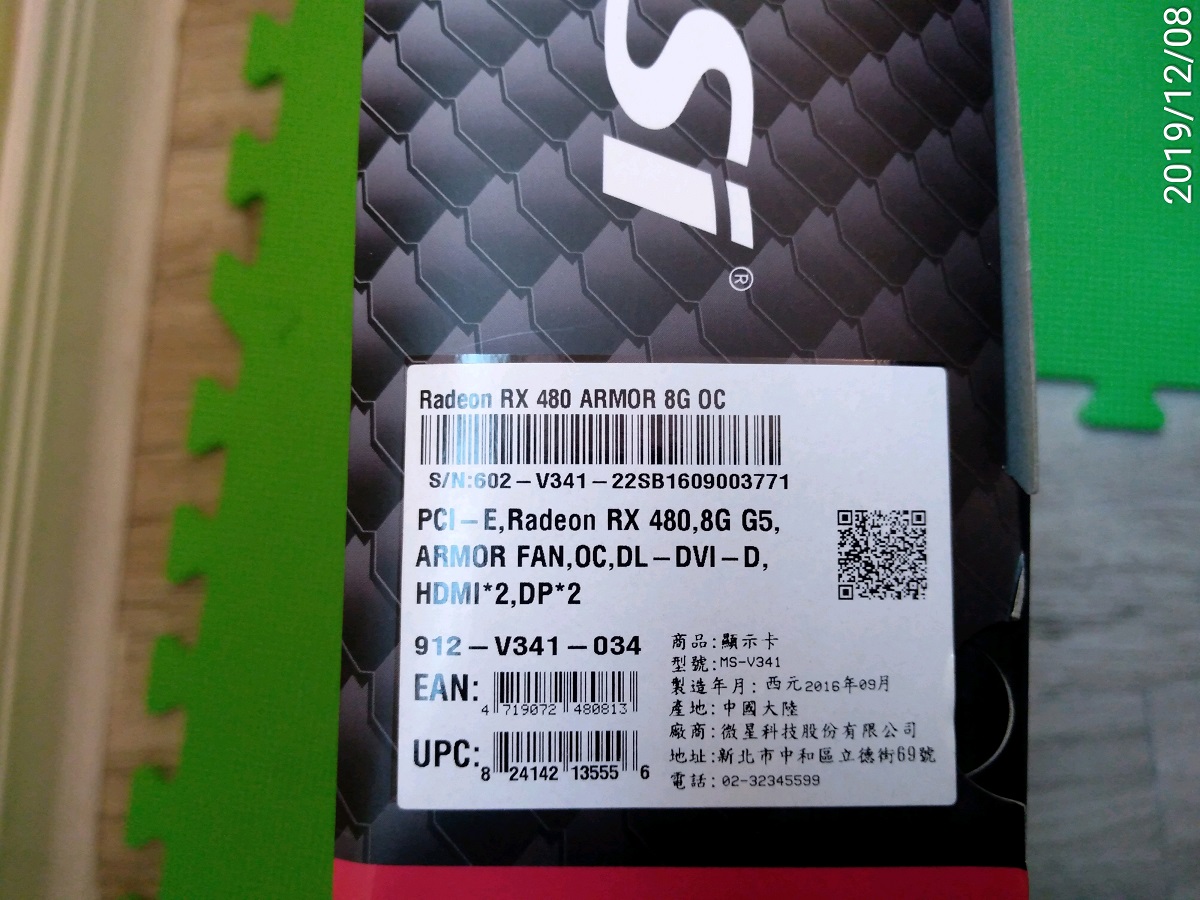 si
®
2019/12/08
Radeon RX 480 ARMOR 8G OC
S/N:602-V341-22SB1609003771
PCI-E,Radeon RX 480,8G G5,
ARMOR FAN,OC,DL-DVI-D,
HDMI*2,DP*2
912-V341-034
EAN:
4 719072 480813
UPC:
8 24142 13555 6
商品:顯示卡
型號:MS-V341
製造年月:西元2016年09月
產地:中國大陸
廠商:微星科技股份有限公司
地址:新北市中和區立德街69號
電話:02-32345599